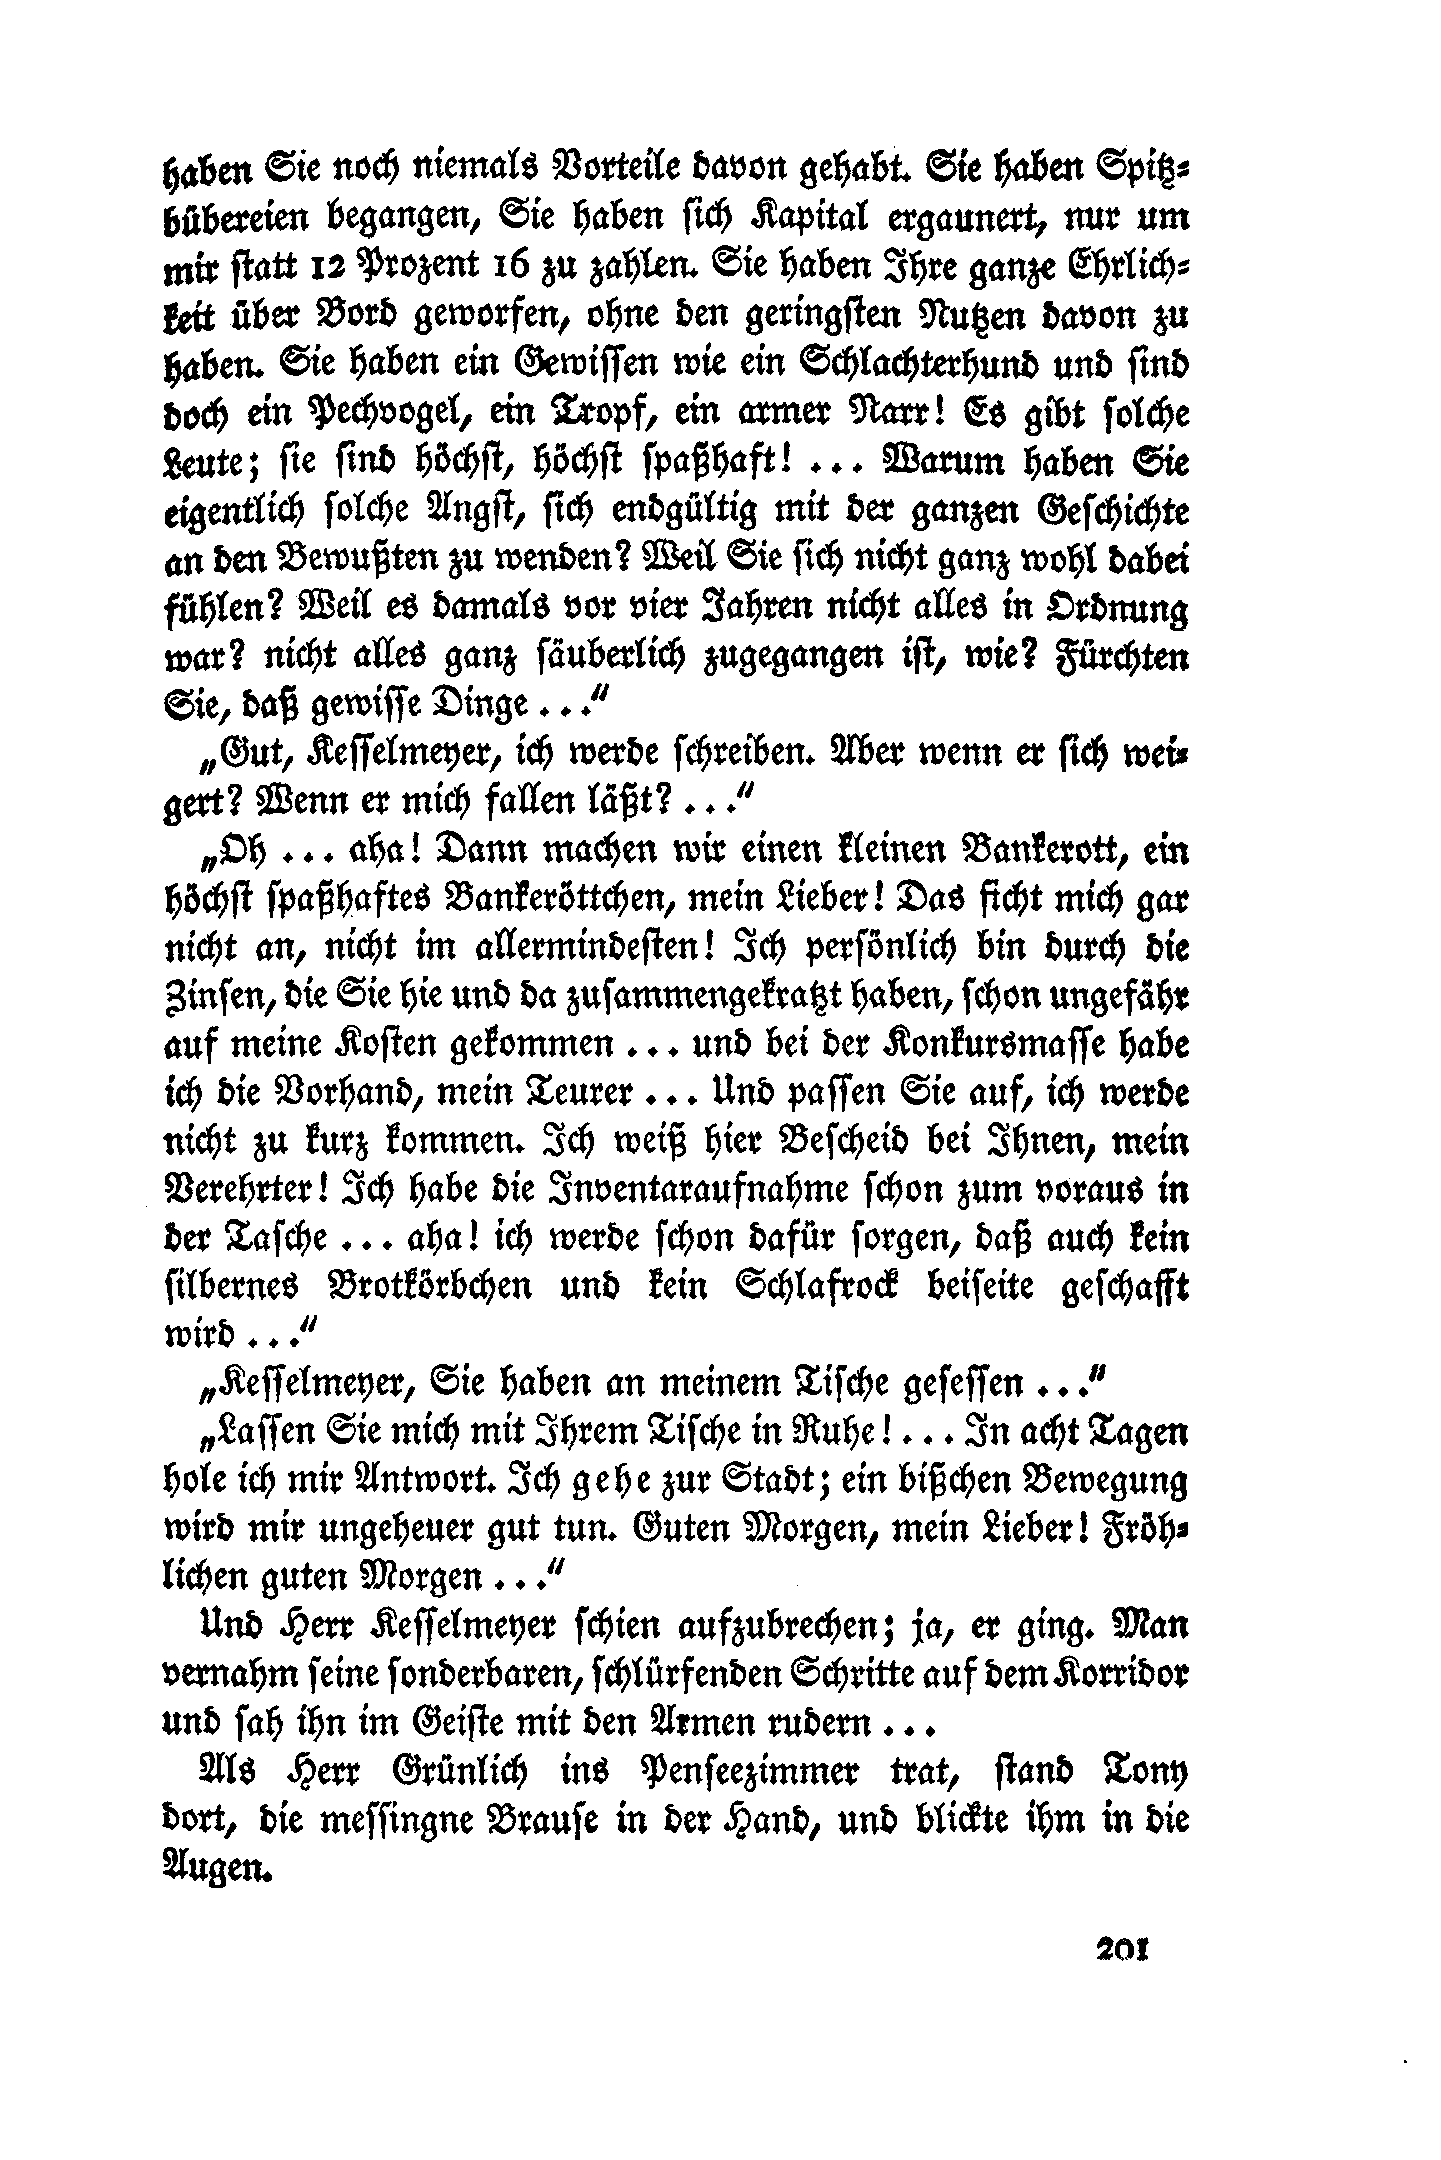 haben Sie noch niemals Vorteile davon gehabt. Sie haben Spitz-
bübereien begangen, Sie haben sich Kapital ergaunert, nur um
mir statt 12 Prozent 16 zu zahlen. Sie haben Ihre ganze Ehrlich-
keit über Bord geworfen, ohne den geringsten Nutzen davon zu
haben. Sie haben ein Gewissen wie ein Schlachterhund und sind
doch ein Pechvogel, ein Tropf, ein armer Narr! Es gibt solche
Leute; sie sind höchst, höchst spaßhaft! ... Warum haben Sie
eigentlich solche Angst, sich endgültig mit der ganzen Geschichte
an den Bewußten zu wenden? Weil Sie sich nicht ganz wohl dabei
fühlen? Weil es damals vor vier Jahren nicht alles in Ordnung
war? nicht alles ganz säuberlich zugegangen ist, wie? Fürchten
Sie, daß gewisse Dinge ...“
„Gut, Kesselmeyer, ich werde schreiben. Aber wenn er sich wei-
gert? Wenn er mich fallen läßt? ...“
„Oh ... aha! Dann machen wir einen kleinen Bankerott, ein
höchst spaßhaftes Bankeröttchen, mein Lieber! Das ficht mich gar
nicht an, nicht im allermindesten! Ich persönlich bin durch die
Zinsen, die Sie hie und da zusammengekratzt haben, schon ungefähr
auf meine Kosten gekommen ... und bei der Konkursmasse habe
ich die Vorhand, mein Teurer ... Und passen Sie auf, ich werde
nicht zu kurz kommen. Ich weiß hier Bescheid bei Ihnen, mein
Verehrter! Ich habe die Inventaraufnahme schon zum voraus in
der Tasche ... aha! ich werde schon dafür sorgen, daß auch kein
silbernes Brotkörbchen und kein Schlafrock beiseite geschafft
wird ...“
„Kesselmeyer, Sie haben an meinem Tische gesessen ...“
„Lassen Sie mich mit Ihrem Tische in Ruhe! ... In acht Tagen
hole ich mir Antwort. Ich gehe zur Stadt; ein bißchen Bewegung
wird mir ungeheuer gut tun. Guten Morgen, mein Lieber! Fröh-
lichen guten Morgen ...“
Und Herr Kesselmeyer schien aufzubrechen; ja, er ging. Man
vernahm seine sonderbaren, schlürfenden Schritte auf dem Korridor
und sah ihn im Geiste mit den Armen rudern ...
Als Herr Grünlich ins Penseezimmer trat, stand Tony
dort, die messingne Brause in der Hand, und blickte ihm in die
Augen.
201